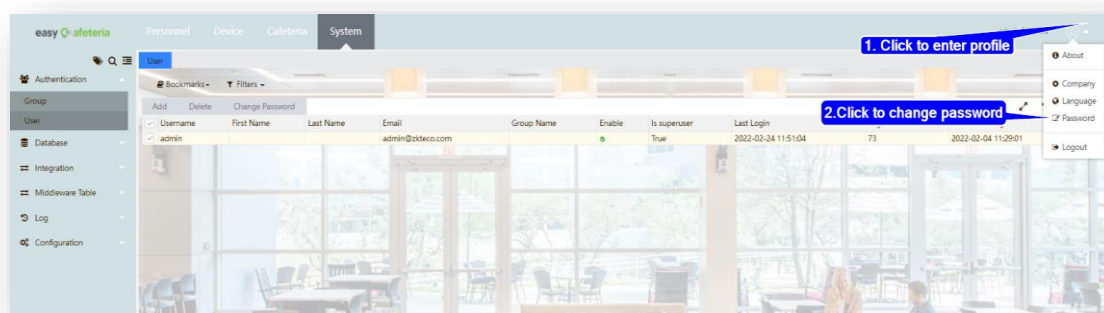 easy Cafeteria
Personnel Device Cafeteria System
1. Click to enter profile
User
About
Authentication
Bookmarks Filters
Company
Group
Add Delete Change Password
Language
User
Username First Name Last Name Email Group Name Enable Is superuser Last Login
2.Click to change password
Password
admin admin@zkteco.com True 2022-02-24 11:51:04 73 2022-02-04 11:29:01
Database
Logout
Integration
Middleware Table
Log
Configuration